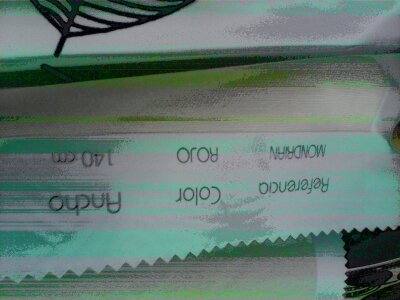 Referencia Color Ancho
MONDRIAN ROJO 140 cm